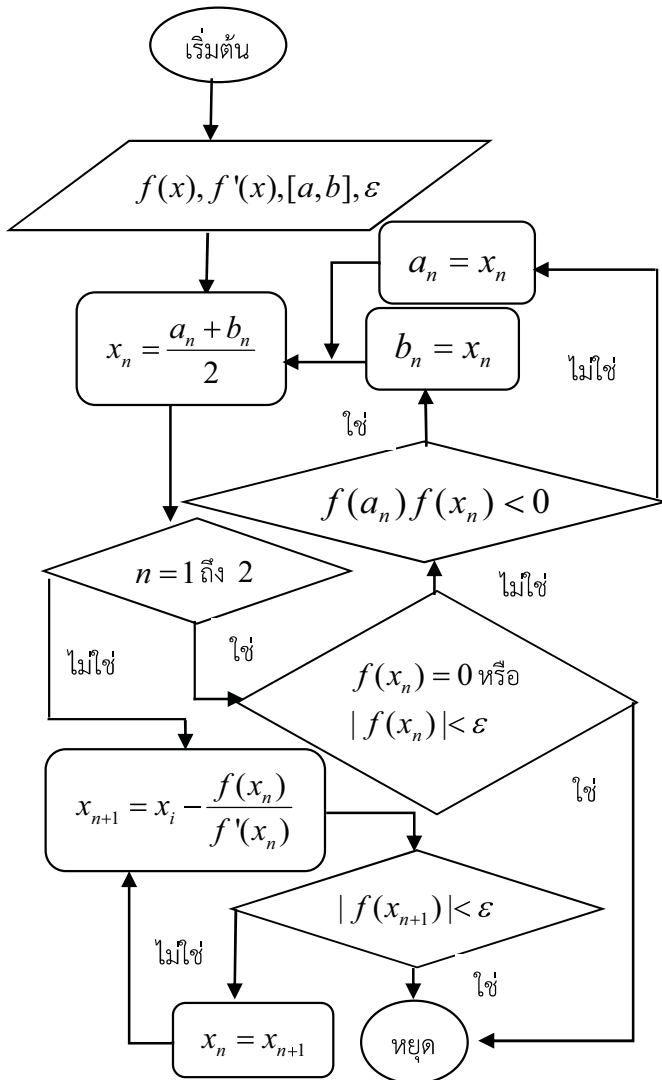 เริ่มต้น
f(x), f'(x),[a,b], ε
a_n = x_n
x_n = \frac{a_n + b_n}{2}
b_n = x_n
ไม่ใช่
ใช่
f(a_n) f(x_n) < 0
n = 1 ถึง 2
ไม่ใช่
ไม่ใช่
ใช่
f(x_n) = 0 หรือ
| f(x_n) |< ε
ใช่
x_{n+1} = x_i - \frac{f(x_n)}{f'(x_n)}
| f(x_{n+1}) |< ε
ไม่ใช่
ใช่
x_n = x_{n+1}
หยุด